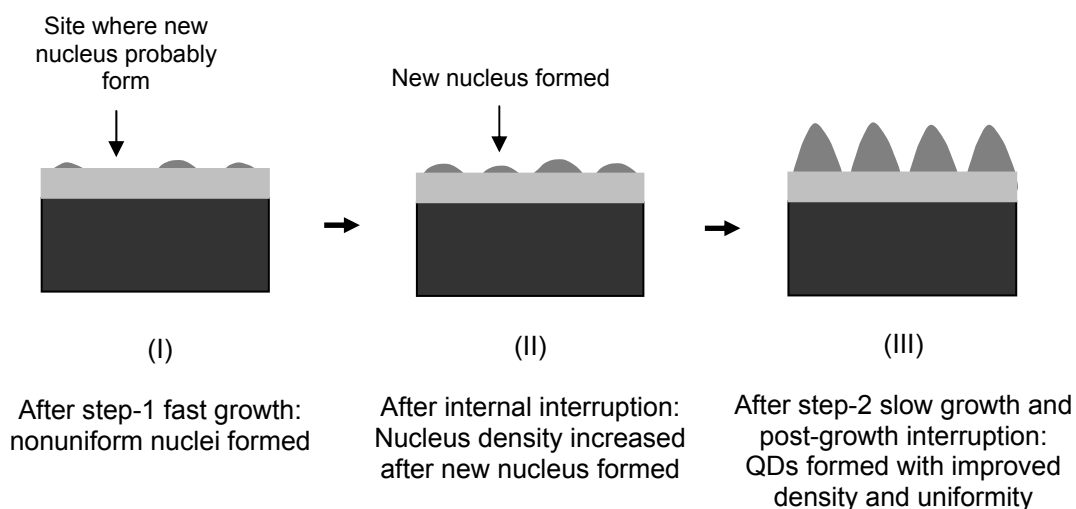 Site where new
nucleus probably
form
New nucleus formed
(I)
(II)
(III)
After step-1 fast growth:
nonuniform nuclei formed
After internal interruption:
Nucleus density increased
after new nucleus formed
After step-2 slow growth and
post-growth interruption:
QDs formed with improved
density and uniformity